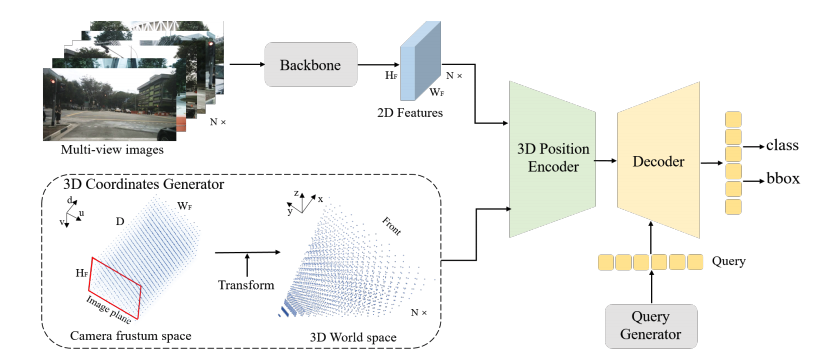 Backbone
H_F
N ×
W_F
2D Features
N ×
Multi-view images
3D Position
Encoder
Decoder
class
bbox
3D Coordinates Generator
d
u
v
D
W_F
z
x
y
Front
H_F
Image plane
Transform
N ×
Camera frustum space
3D World space
Query
Query
Generator